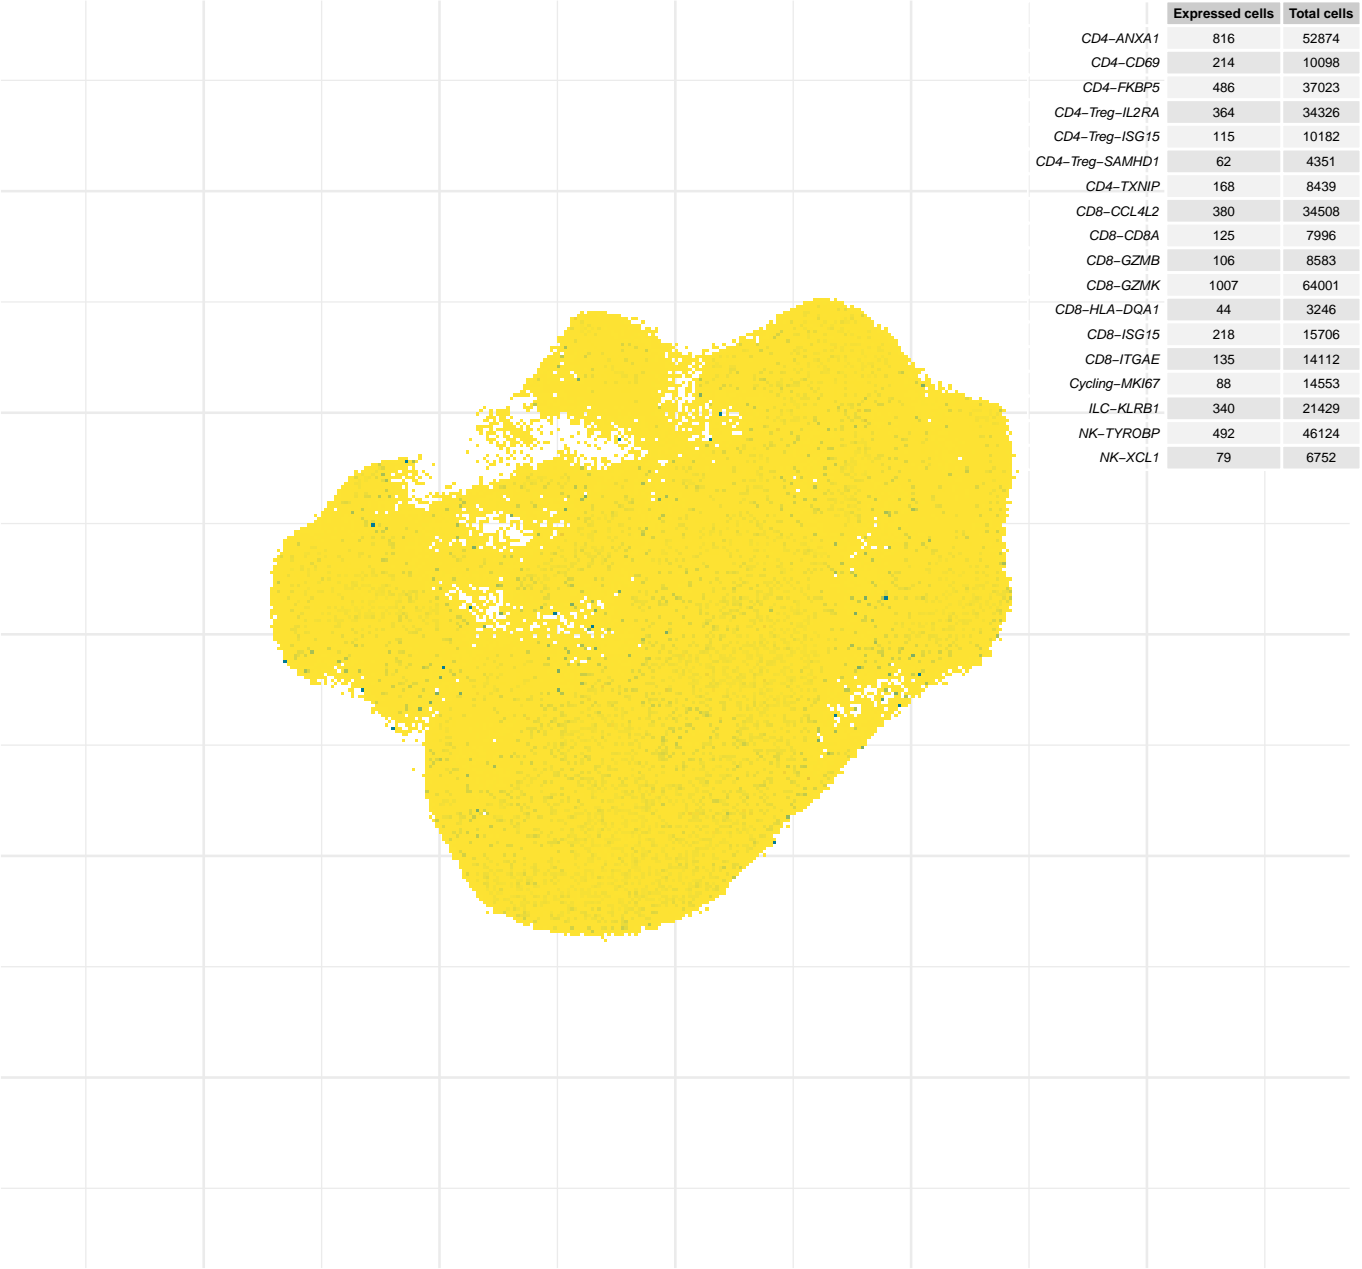 Expressed cells Total cells
CD4−ANXA1 816 52874
CD4−CD69 214 10098
CD4−FKBP5 486 37023
CD4−Treg−IL2RA 364 34326
CD4−Treg−ISG15 115 10182
CD4−Treg−SAMHD1 62 4351
CD4−TXNIP 168 8439
CD8−CCL4L2 380 34508
CD8−CD8A 125 7996
CD8−GZMB 106 8583
CD8−GZMK 1007 64001
CD8−HLA−DQA1 44 3246
CD8−ISG15 218 15706
CD8−ITGAE 135 14112
Cycling−MKI67 88 14553
ILC−KLRB1 340 21429
NK−TYROBP 492 46124
NK−XCL1 79 6752